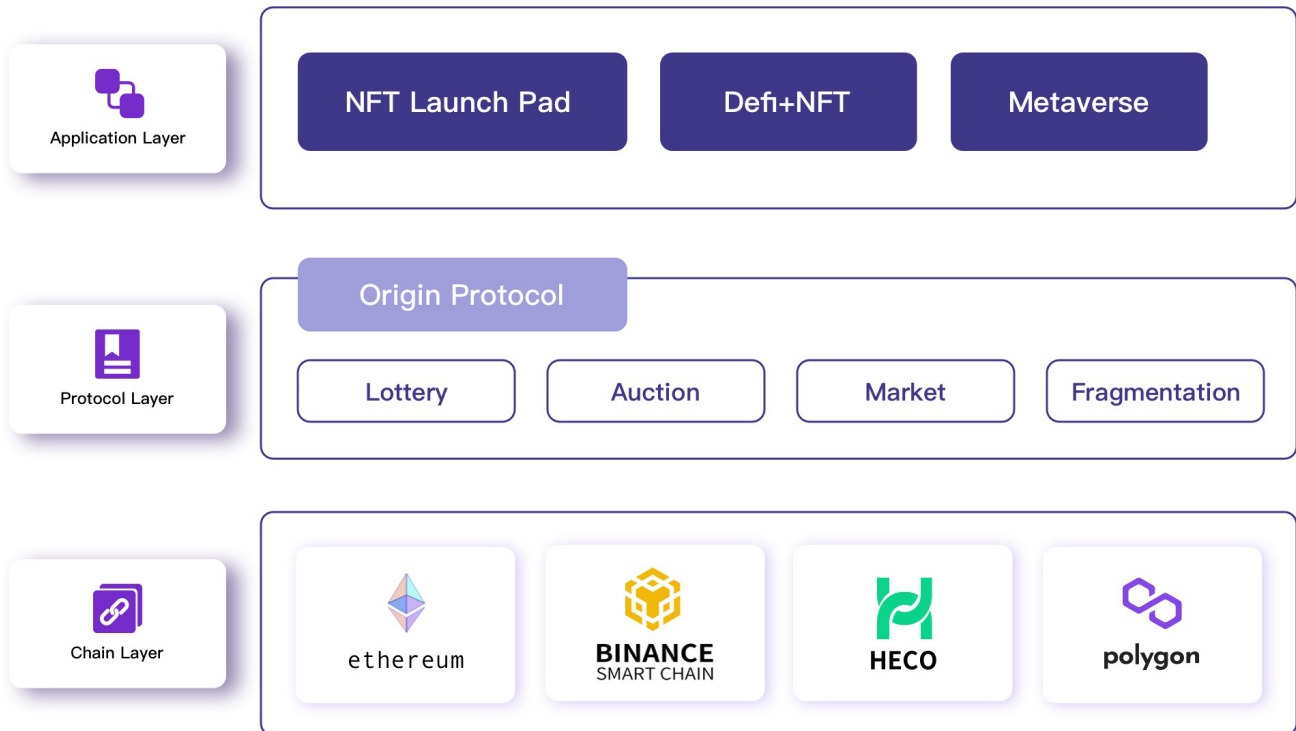 Application Layer
NFT Launch Pad
Defi+NFT
Metaverse
Protocol Layer
Origin Protocol
Lottery
Auction
Market
Fragmentation
Chain Layer
ethereum
BINANCE
SMART CHAIN
HECO
polygon